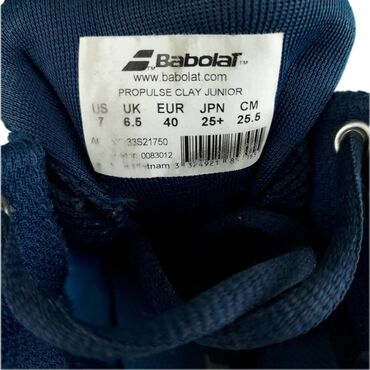 Babolat
www.babolat.com
PROPULSE CLAY JUNIOR
US UK EUR JPN CM
7 6.5 40 25+ 25.5
33S21750
0083012